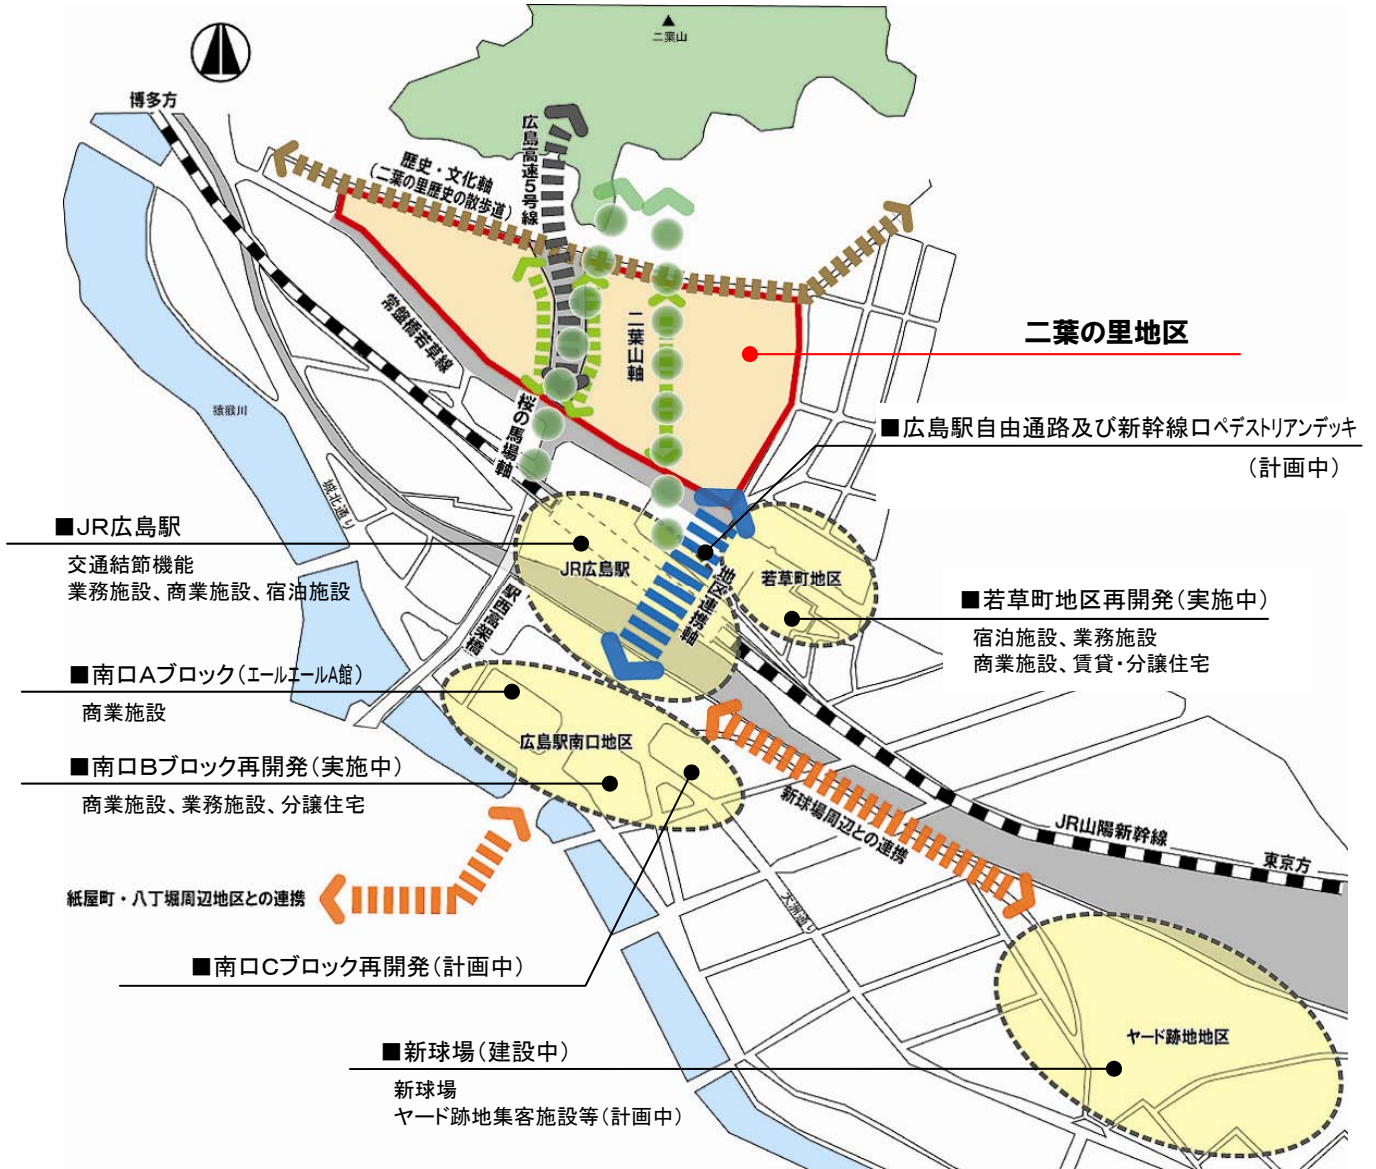 二葉山
博多方
広島高速5号線
歴史・文化軸
(二葉の里歴史の散歩道)
二葉の里地区
常盤橋若草線
二葉山軸
猿猴川
桜の馬場軸
■広島駅自由通路及び新幹線口ペデストリアンデッキ
(計画中)
城北通り
■JR広島駅
交通結節機能
業務施設、商業施設、宿泊施設
JR広島駅
地区連携軸
若草町地区
■若草町地区再開発(実施中)
宿泊施設、業務施設
商業施設、賃貸・分譲住宅
駅西高架橋
■南口Aブロック(エールエールA館)
商業施設
広島駅南口地区
■南口Bブロック再開発(実施中)
商業施設、業務施設、分譲住宅
新球場周辺との連携
JR山陽新幹線
東京方
紙屋町・八丁堀周辺地区との連携
大洲通り
■南口Cブロック再開発(計画中)
ヤード跡地地区
■新球場(建設中)
新球場
ヤード跡地集客施設等(計画中)